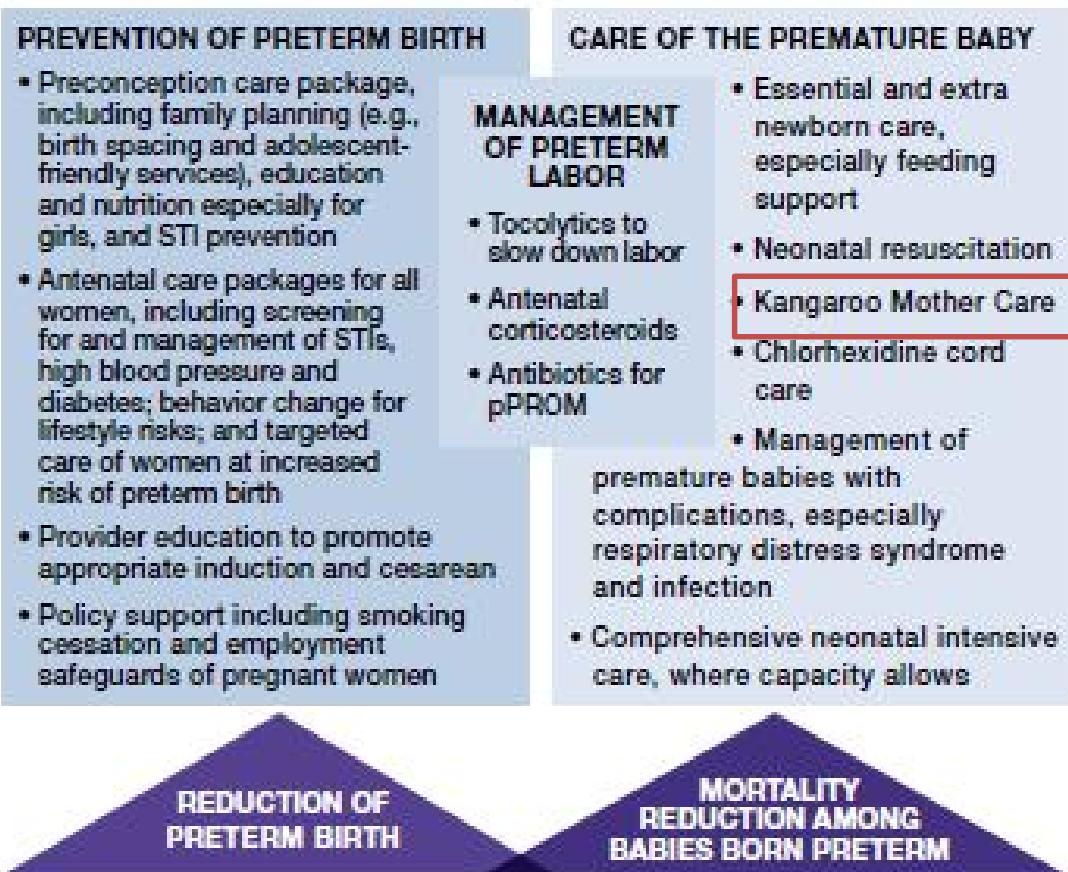 PREVENTION OF PRETERM BIRTH
• Preconception care package,
including family planning (e.g.,
birth spacing and adolescent-
friendly services), education
and nutrition especially for
girls, and STI prevention
• Antenatal care packages for all
women, including screening
for and management of STIs,
high blood pressure and
diabetes; behavior change for
lifestyle risks; and targeted
care of women at increased
risk of preterm birth
• Provider education to promote
appropriate induction and cesarean
• Policy support including smoking
cessation and employment
safeguards of pregnant women
MANAGEMENT
OF PRETERM
LABOR
• Tocolytics to
slow down labor
• Antenatal
corticosteroids
• Antibiotics for
pPROM
CARE OF THE PREMATURE BABY
• Essential and extra
newborn care,
especially feeding
support
• Neonatal resuscitation
• Kangaroo Mother Care
• Chlorhexidine cord
care
• Management of
premature babies with
complications, especially
respiratory distress syndrome
and infection
• Comprehensive neonatal intensive
care, where capacity allows
REDUCTION OF
PRETERM BIRTH
MORTALITY
REDUCTION AMONG
BABIES BORN PRETERM